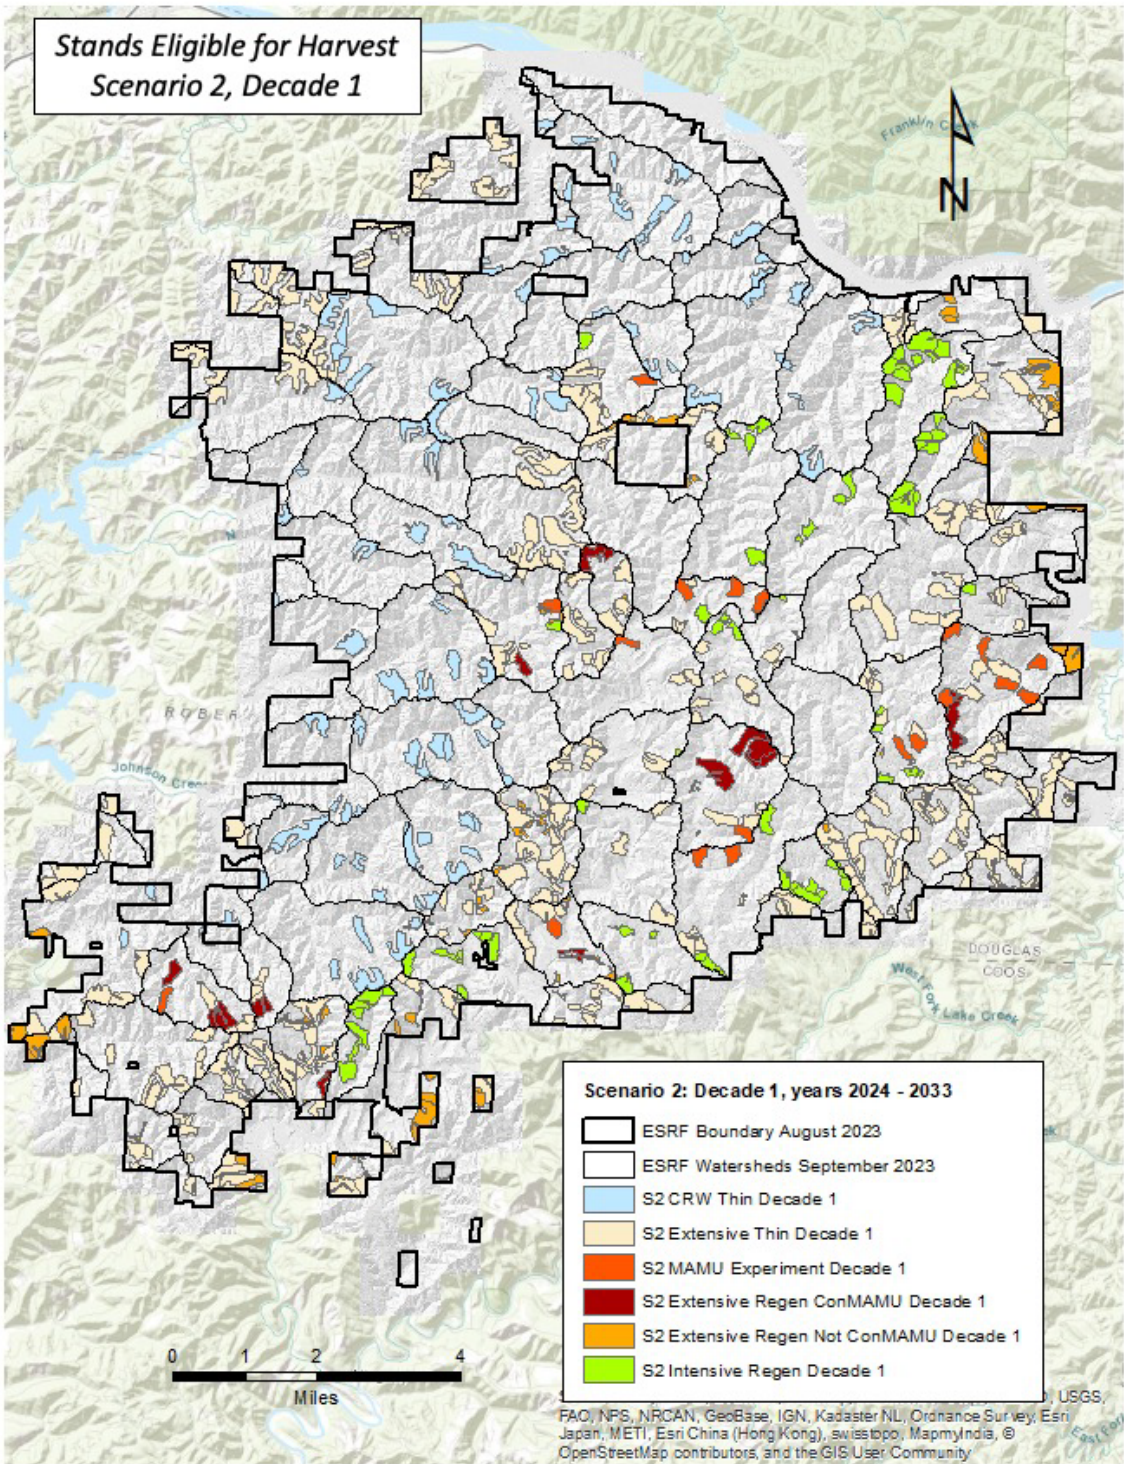 Stands Eligible for Harvest
Scenario 2, Decade 1
Franklin Creek
N
N
ROBER
Johnson Cree
DOUGLAS
COOS
West Fork Lake Creek
Scenario 2: Decade 1, years 2024 - 2033
ESRF Boundary August 2023
ESRF Watersheds September 2023
S2 CRW Thin Decade 1
S2 Extensive Thin Decade 1
S2 MAMU Experiment Decade 1
S2 Extensive Regen ConMAMU Decade 1
S2 Extensive Regen Not ConMAMU Decade 1
S2 Intensive Regen Decade 1
0 1 2 4
Miles
USGS,
FAO, NPS, NRCAN, GeoBase, IGN, Kadaster NL, Ordnance Survey, Esri
Japan, METI, Esri China (Hong Kong), swisstopo, MapmyIndia, ©
OpenStreetMap contributors, and the GIS User Community
East For